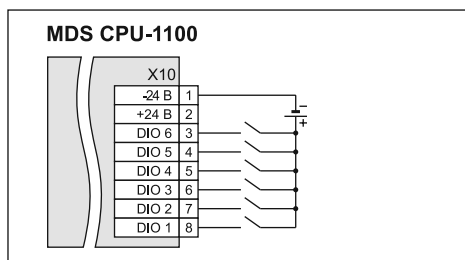 MDS CPU-1100
X10
-24 В 1
+24 В 2
DIO 6 3
DIO 5 4
DIO 4 5
DIO 3 6
DIO 2 7
DIO 1 8
−
+